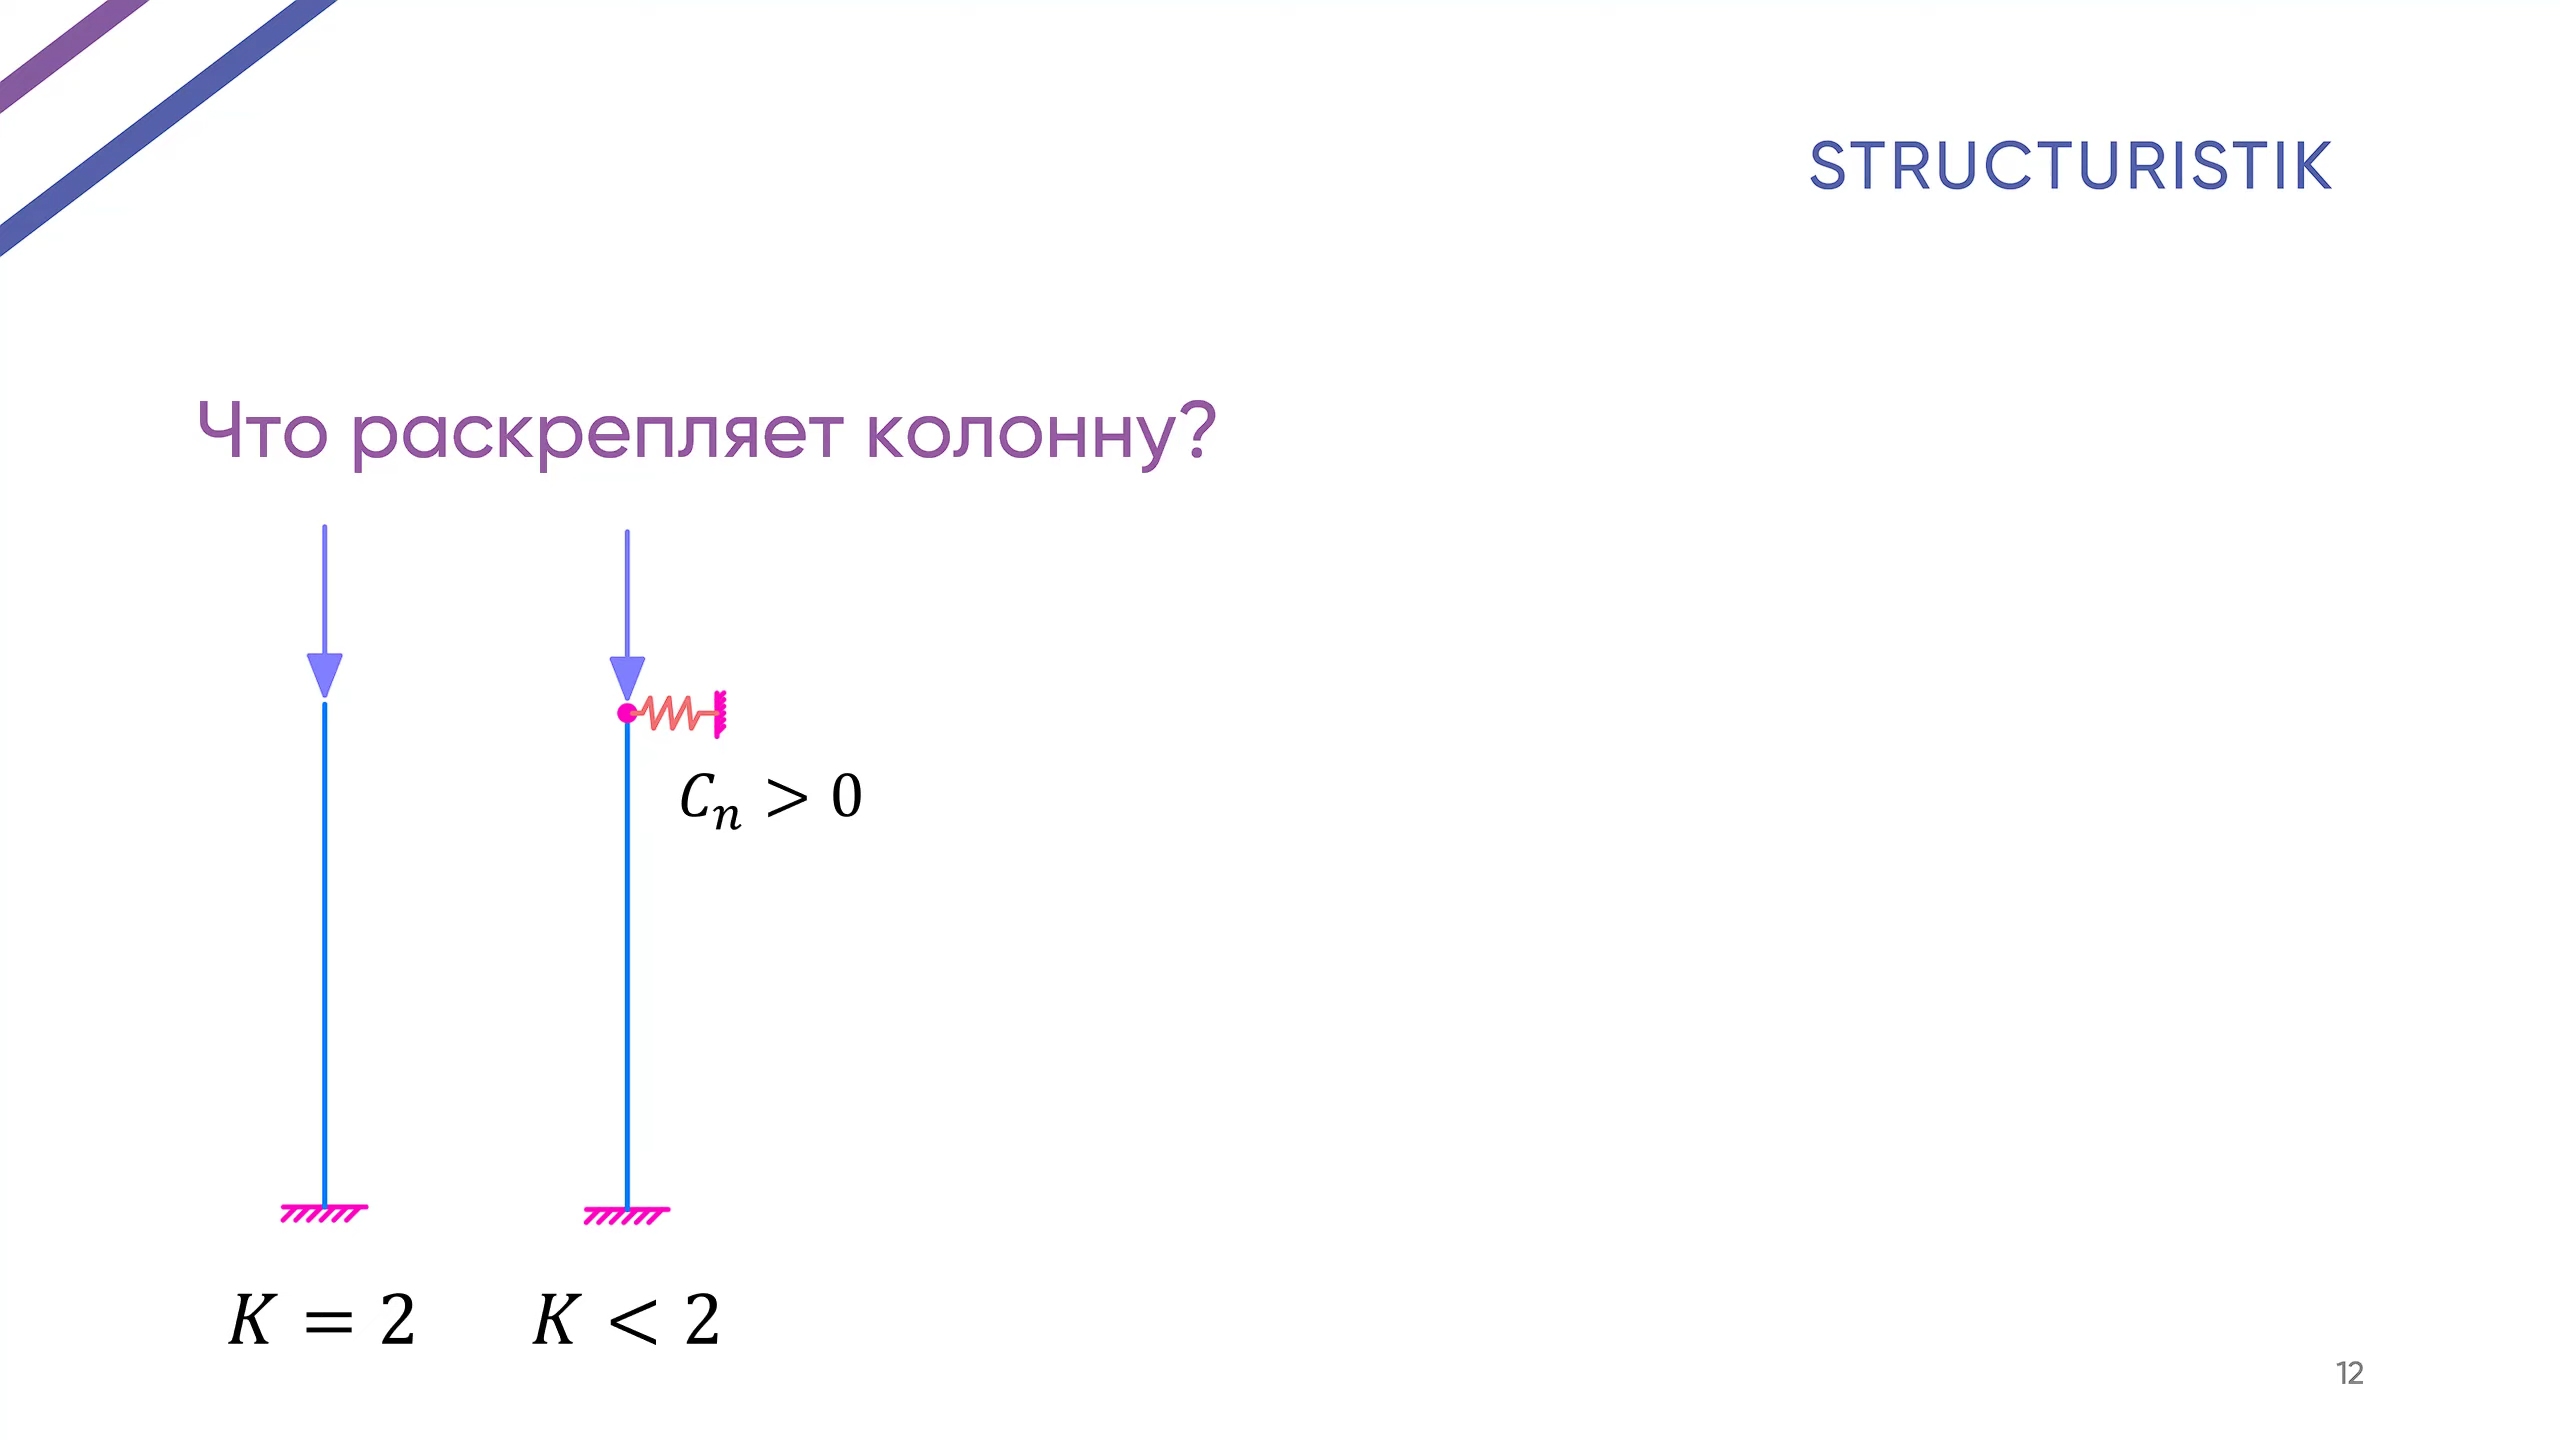 STRUCTURISTIK
Что раскрепляет колонну?
Cₙ > 0
K = 2
K < 2
12